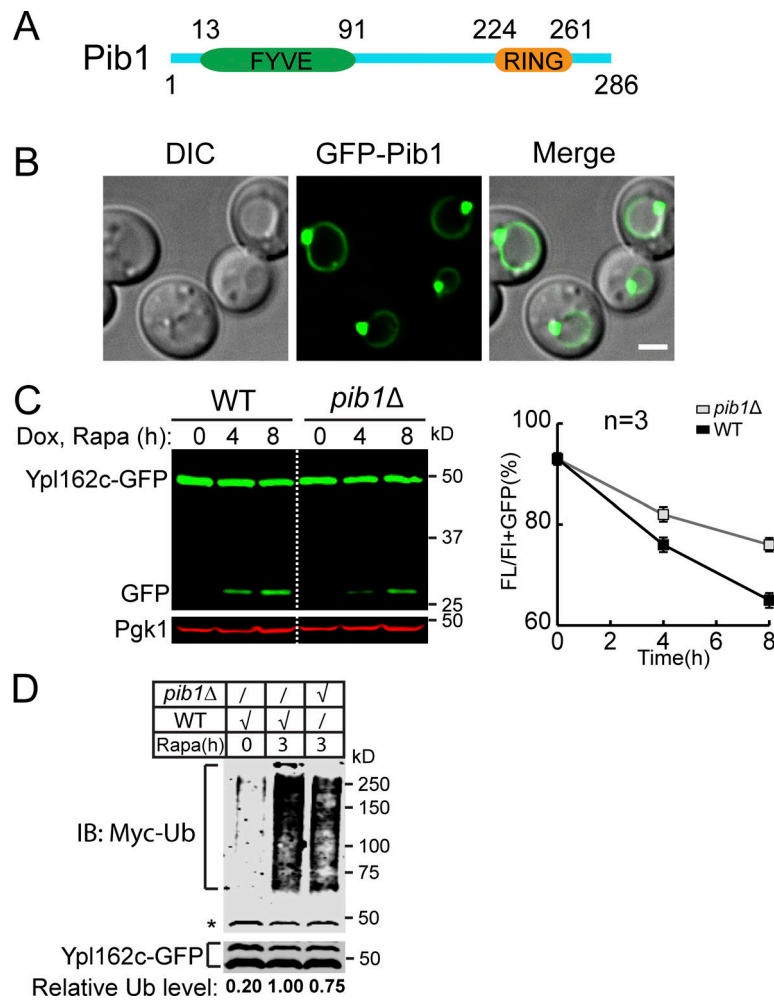 A
13 91 224 261
Pib1 FYVE RING
1 286
B
DIC GFP-Pib1 Merge
C
WT pib1Δ
Dox, Rapa (h): 0 4 8 0 4 8 kD
Ypl162c-GFP 50
37
GFP
25
Pgk1 50
100
n=3
pib1Δ
WT
80
60
FL/Fl+GFP(%)
0 2 4 6 8
Time(h)
D
pib1Δ / / √
WT √ √ /
Rapa(h) 0 3 3
kD
250
150
IB: Myc-Ub
100
75
50
*
Ypl162c-GFP 50
Relative Ub level: 0.20 1.00 0.75